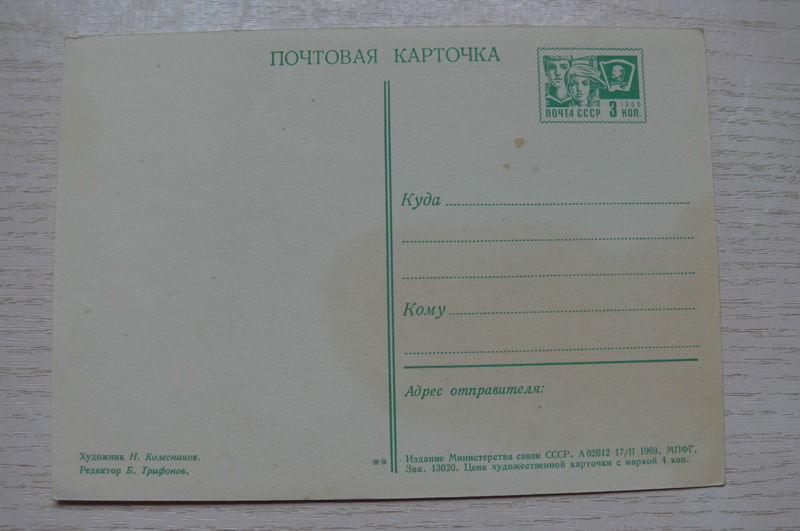 ПОЧТОВАЯ КАРТОЧКА
1966
ПОЧТА СССР 3 КОП.
Куда
Кому
Адрес отправителя:
Художник Н. Колесников.
Редактор Б. Трифонов.
** Издание Министерства связи СССР. А 02612 17/II 1969. МПФГ.
Зак. 13020. Цена художественной карточки с маркой 4 коп.